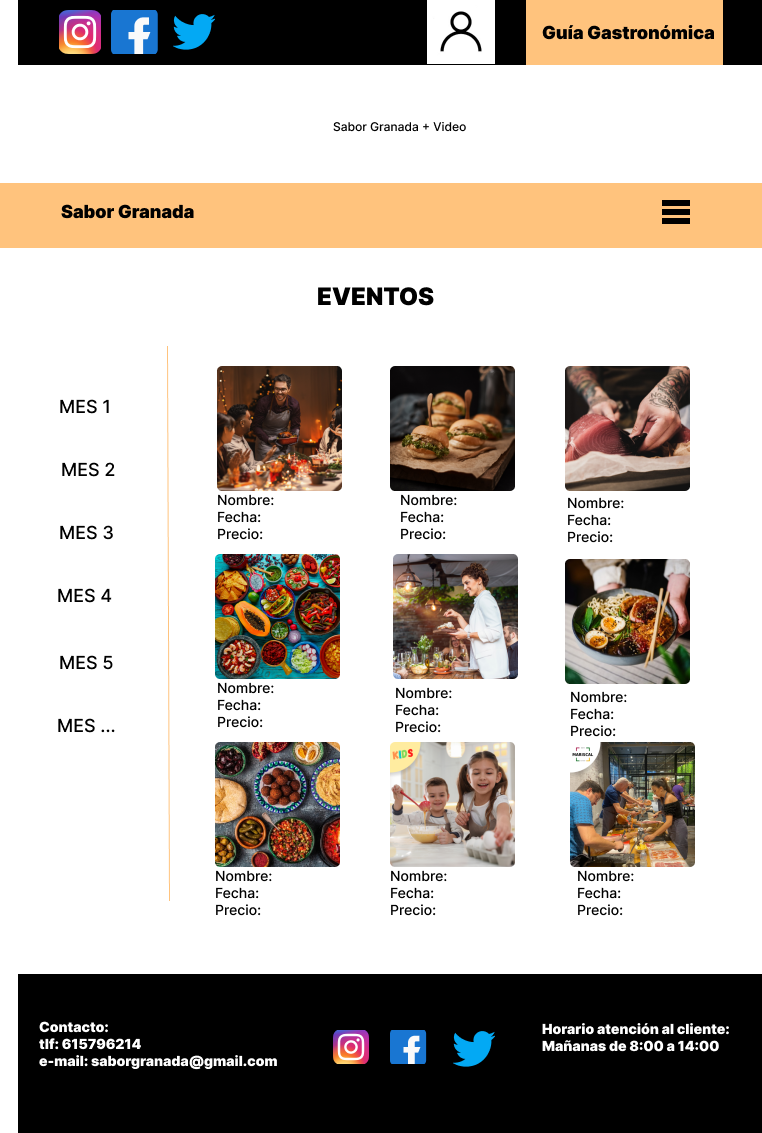 Guía Gastronómica
Sabor Granada + Video
Sabor Granada
EVENTOS
MES 1
MES 2
MES 3
MES 4
MES 5
MES ...
Nombre:
Fecha:
Precio:
Nombre:
Fecha:
Precio:
Nombre:
Fecha:
Precio:
Nombre:
Fecha:
Precio:
Nombre:
Fecha:
Precio:
Nombre:
Fecha:
Precio:
KIDS
MARISCAL
Nombre:
Fecha:
Precio:
Nombre:
Fecha:
Precio:
Nombre:
Fecha:
Precio:
Contacto:
tlf: 615796214
e-mail: saborgranada@gmail.com
Horario atención al cliente:
Mañanas de 8:00 a 14:00